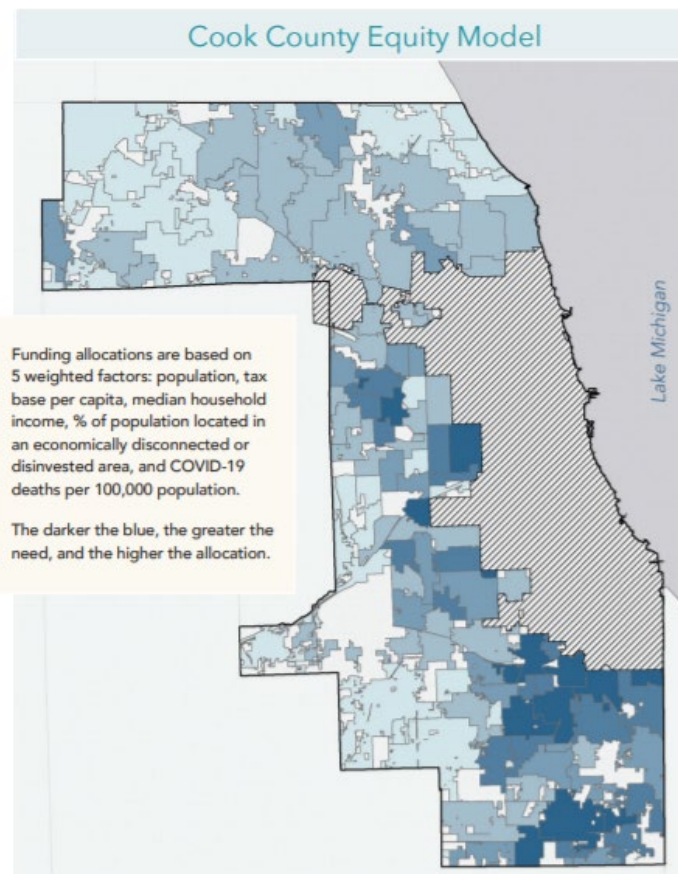 Cook County Equity Model
Lake Michigan
Funding allocations are based on
5 weighted factors: population, tax
base per capita, median household
income, % of population located in
an economically disconnected or
disinvested area, and COVID-19
deaths per 100,000 population.
The darker the blue, the greater the
need, and the higher the allocation.